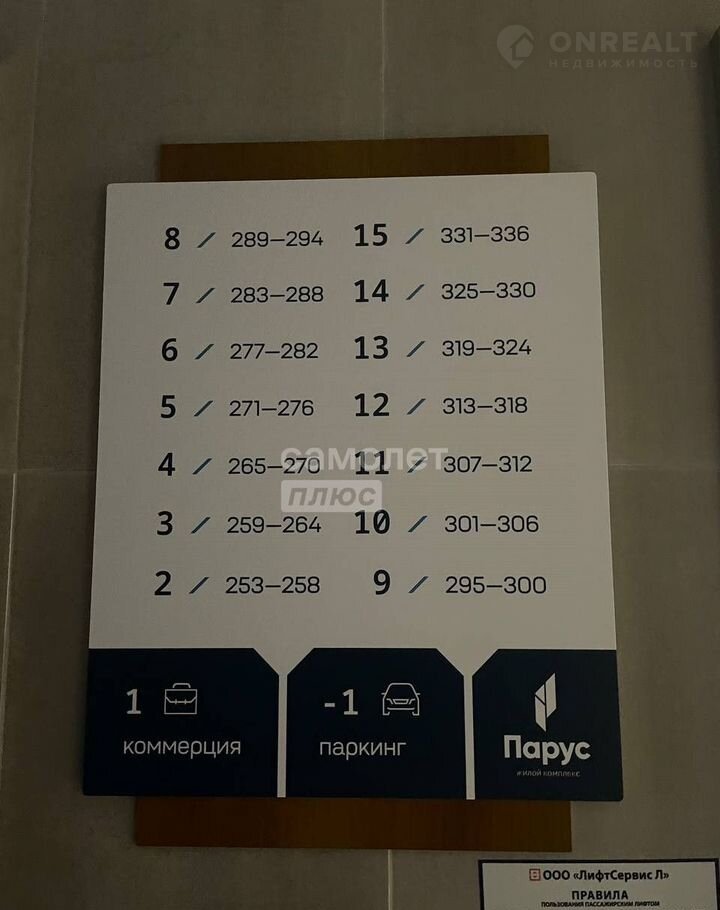 ONREALT
НЕДВИЖИМОСТЬ
8 / 289—294 15 / 331—336
7 / 283—288 14 / 325—330
6 / 277—282 13 / 319—324
5 / 271—276 12 / 313—318
4 / 265—270 11 / 307—312
самолет
плюс
3 / 259—264 10 / 301—306
2 / 253—258 9 / 295—300
1 -1
коммерция паркинг Парус
ЖИЛОЙ КОМПЛЕКС
ООО «ЛифтСервис Л»
ПРАВИЛА
ПОЛЬЗОВАНИЯ ПАССАЖИРСКИМ ЛИФТОМ